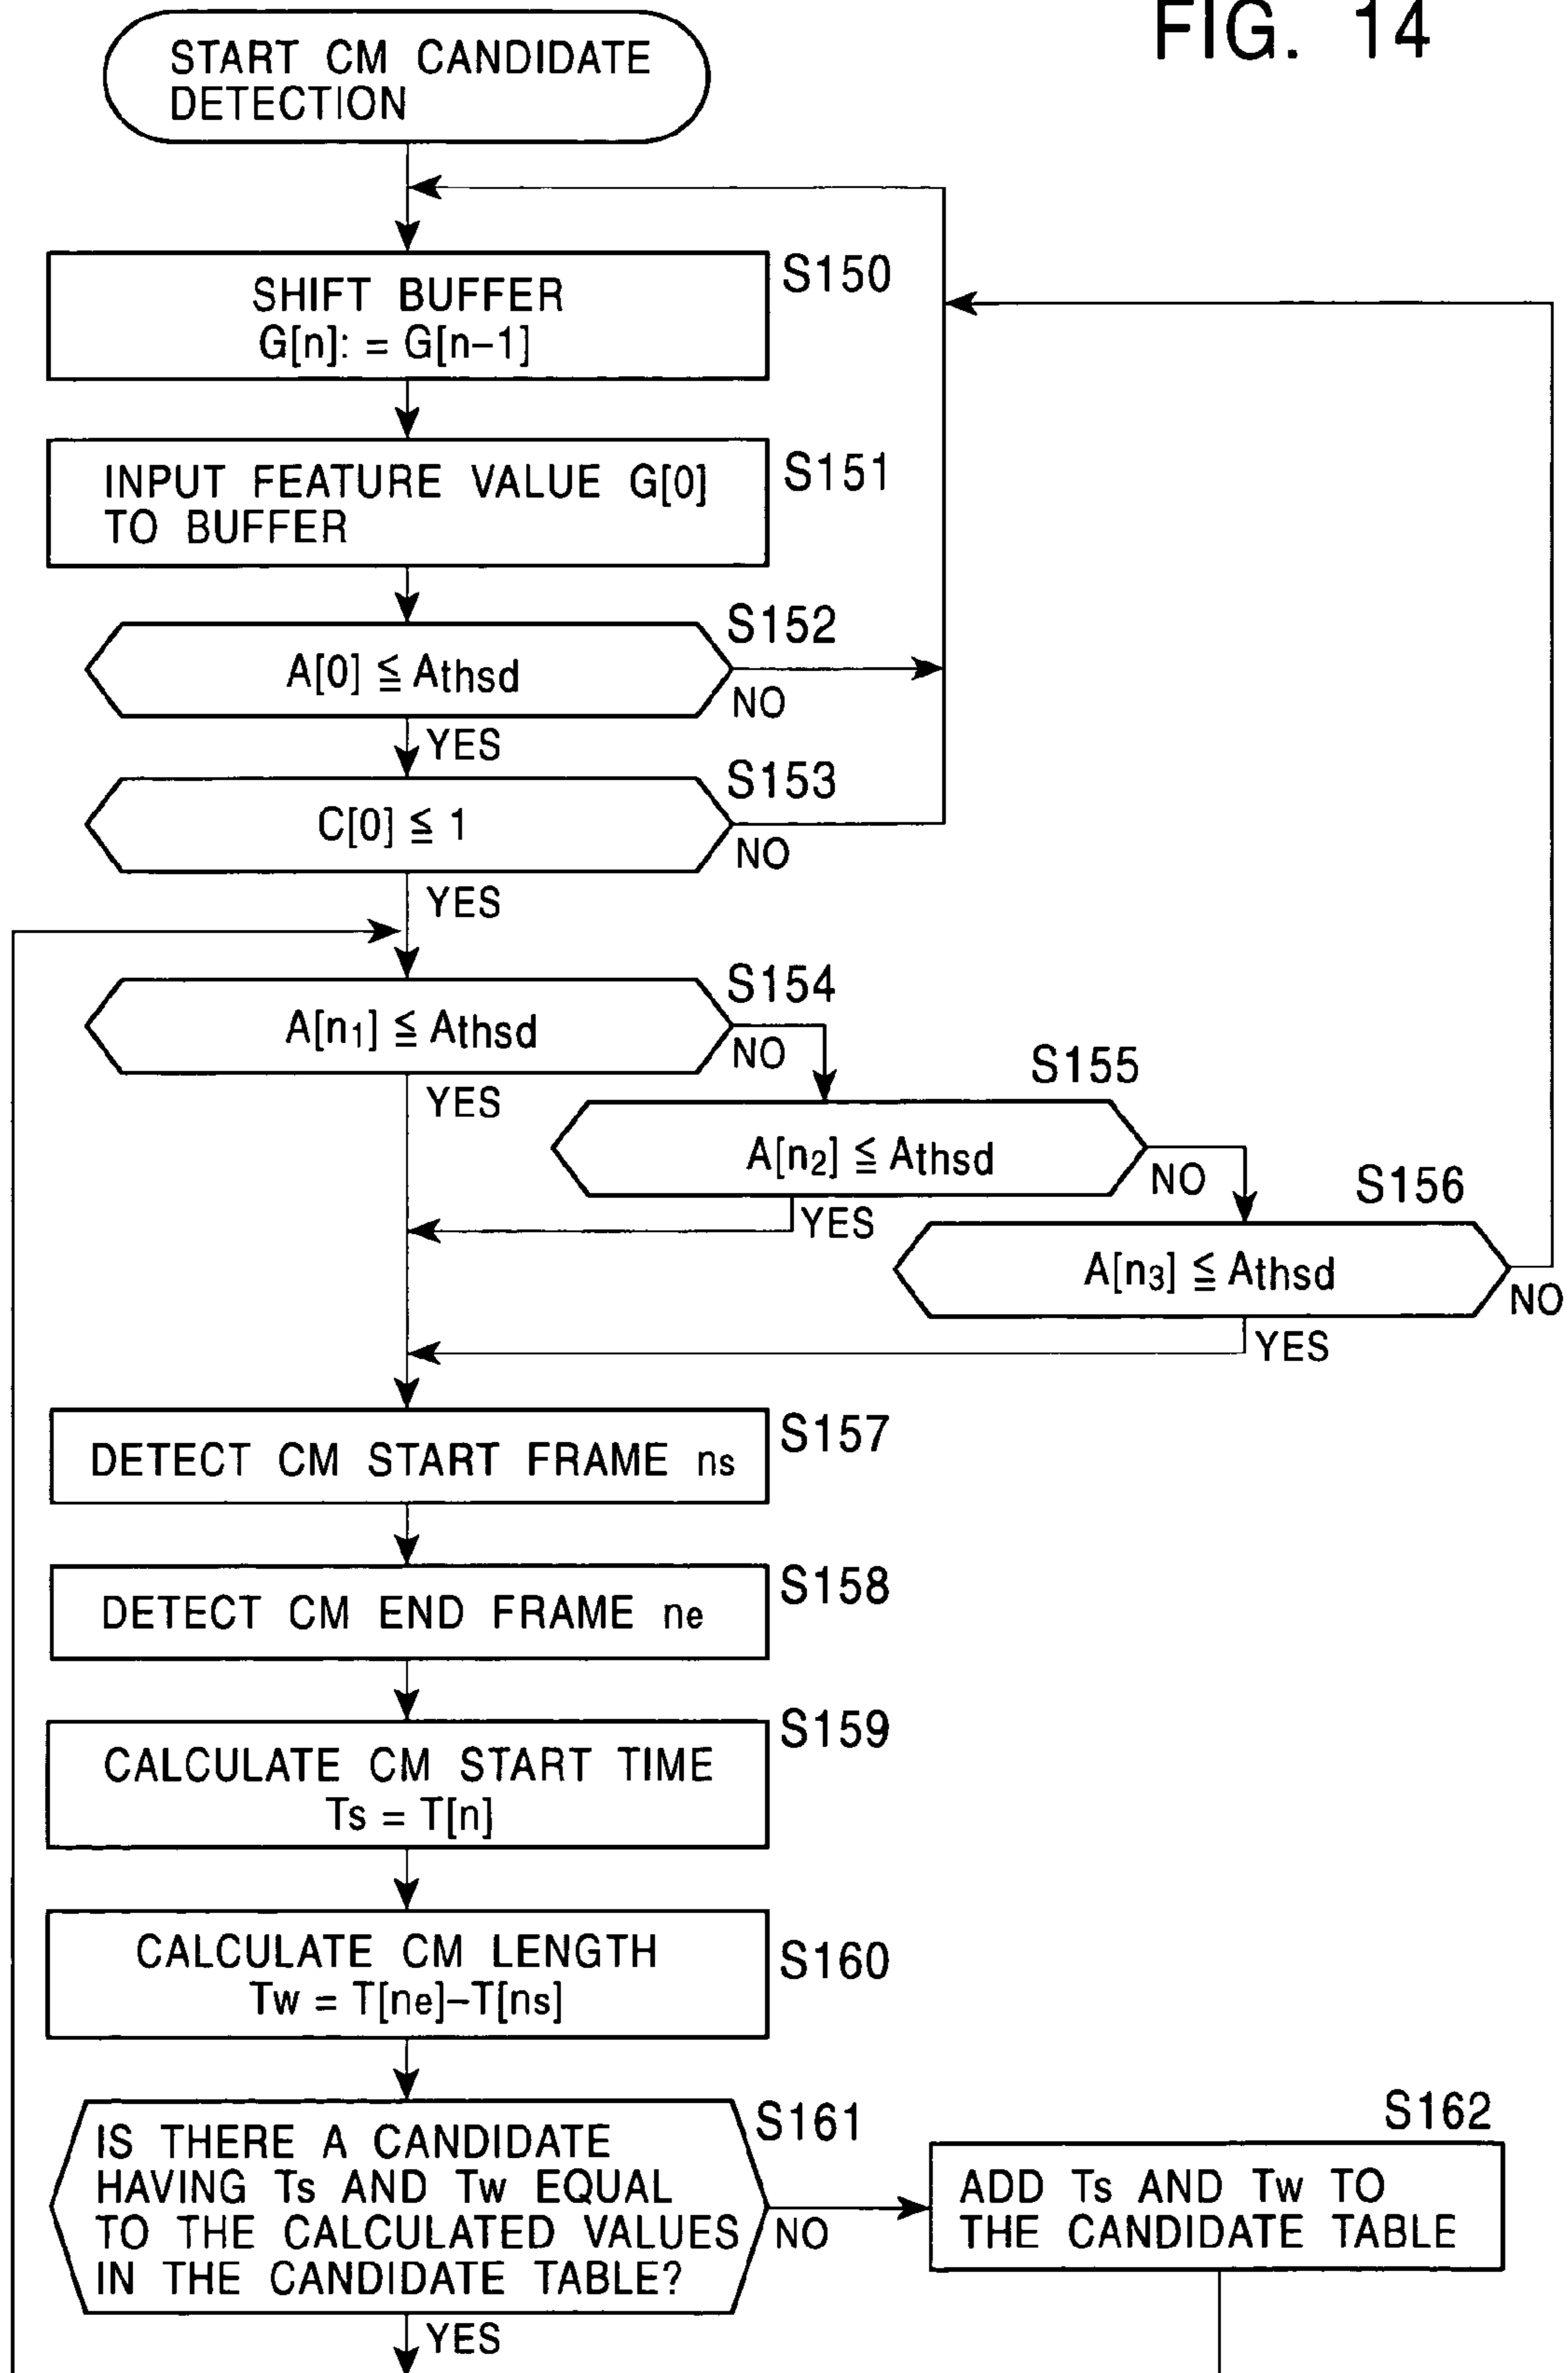 FIG. 14
START CM CANDIDATE
DETECTION
SHIFT BUFFER
G[n]: = G[n-1]
S150
INPUT FEATURE VALUE G[0]
TO BUFFER
S151
A[0] ≦ Athsd
S152
NO
YES
C[0] ≦ 1
S153
NO
YES
A[n1] ≦ Athsd
S154
NO
YES
A[n2] ≦ Athsd
S155
NO
YES
A[n3] ≦ Athsd
S156
NO
YES
DETECT CM START FRAME ns
S157
DETECT CM END FRAME ne
S158
CALCULATE CM START TIME
Ts = T[n]
S159
CALCULATE CM LENGTH
Tw = T[ne]-T[ns]
S160
IS THERE A CANDIDATE
HAVING Ts AND Tw EQUAL
TO THE CALCULATED VALUES
IN THE CANDIDATE TABLE?
S161
NO
YES
ADD Ts AND Tw TO
THE CANDIDATE TABLE
S162